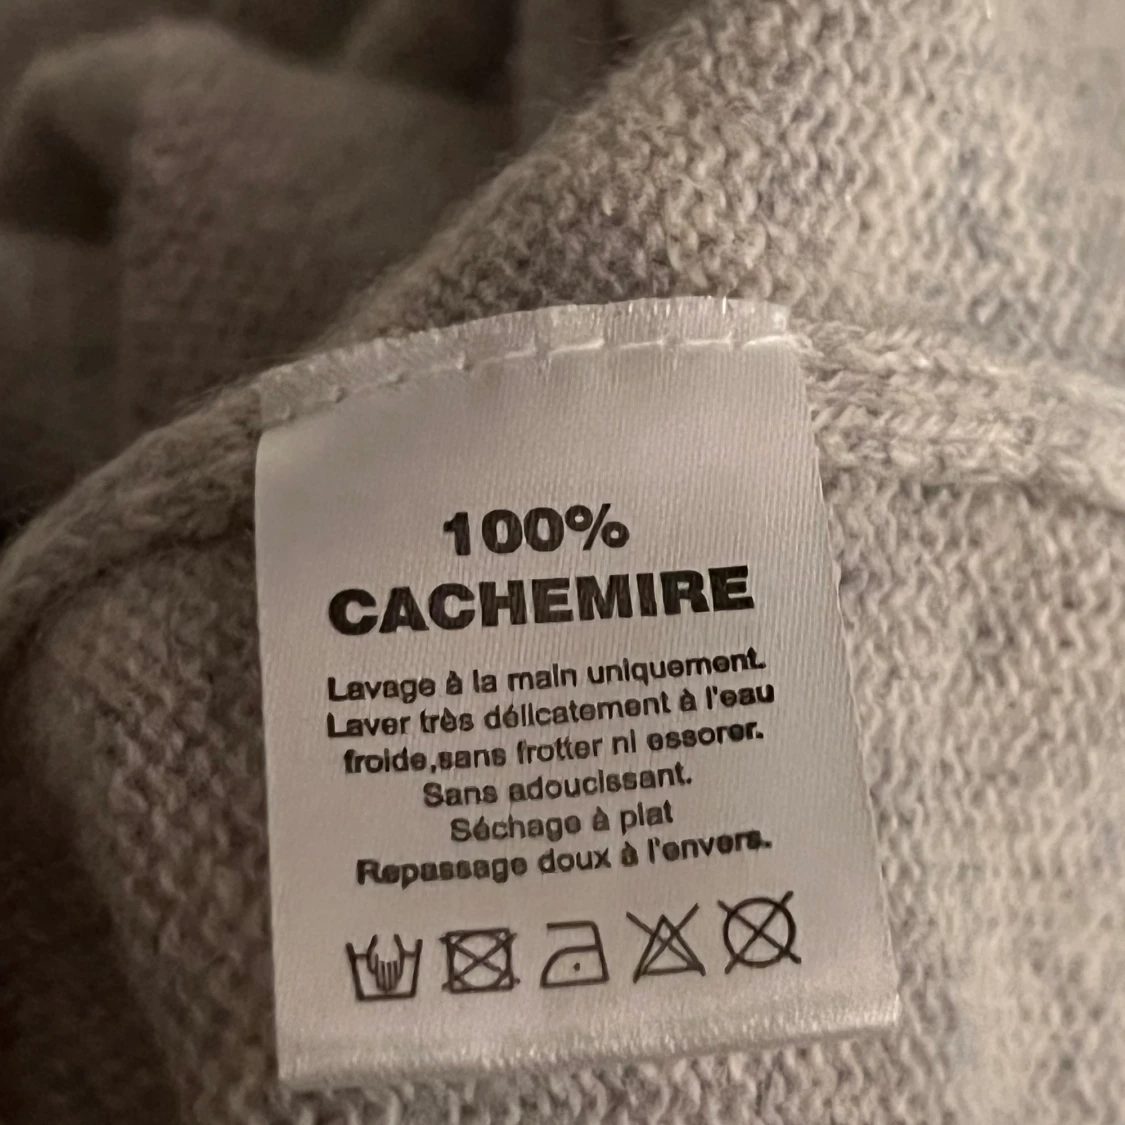 100%
CACHEMIRE
Lavage à la main uniquement.
Laver très délicatement à l'eau
froide,sans frotter ni essorer.
Sans adoucissant.
Séchage à plat
Repassage doux à l'envers.